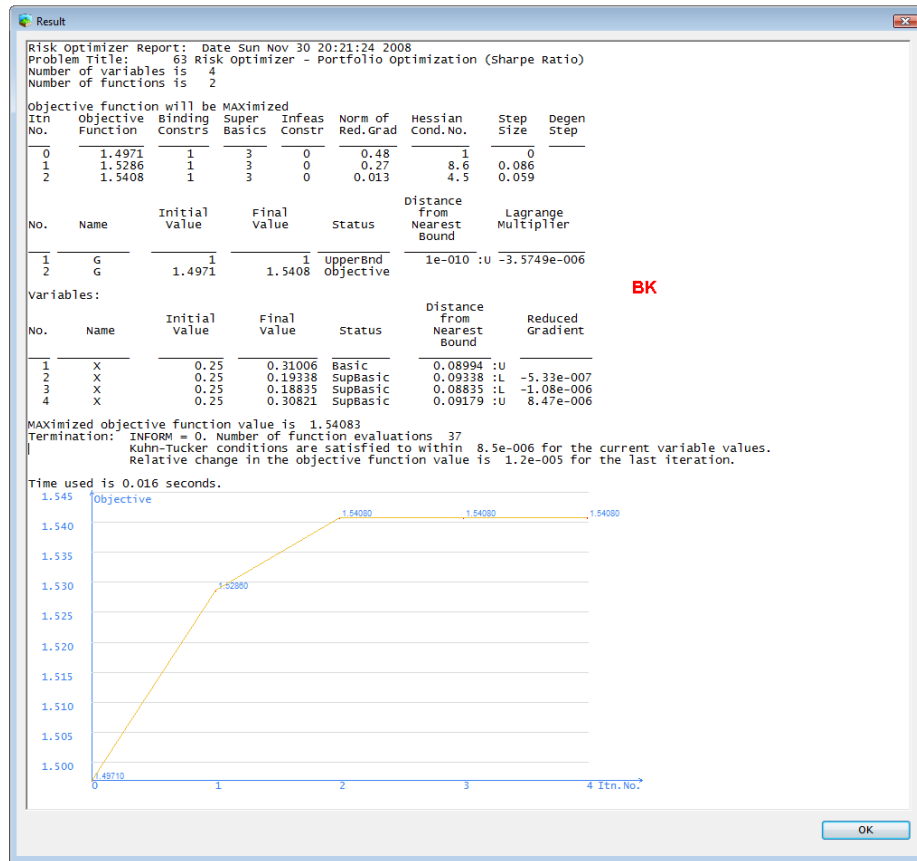 Result
Risk Optimizer Report: Date Sun Nov 30 20:21:24 2008
Problem Title: 63 Risk Optimizer - Portfolio Optimization (Sharpe Ratio)
Number of variables is 4
Number of functions is 2
Objective function will be MAXimized
Itn Objective Binding Super Infeas Norm of Hessian Step Degen
No. Function Constrs Basics Constr Red.Grad Cond.No. Size Step
0 1.4971 1 3 0 0.48 1 0
1 1.5286 1 3 0 0.27 8.6 0.086
2 1.5408 1 3 0 0.013 4.5 0.059
Distance
Initial Final from Lagrange
No. Name Value Value Status Nearest Multiplier
Bound
1 G 1 1 UpperBnd 1e-010 :U -3.5749e-006
2 G 1.4971 1.5408 Objective
BK
Variables:
Distance
Initial Final from Reduced
No. Name Value Value Status Nearest Gradient
Bound
1 X 0.25 0.31006 Basic 0.08994 :U
2 X 0.25 0.19338 SupBasic 0.09338 :L -5.33e-007
3 X 0.25 0.18835 SupBasic 0.08835 :L -1.08e-006
4 X 0.25 0.30821 SupBasic 0.09179 :U 8.47e-006
MAXimized objective function value is 1.54083
Termination: INFORM = 0. Number of function evaluations 37
Kuhn-Tucker conditions are satisfied to within 8.5e-006 for the current variable values.
Relative change in the objective function value is 1.2e-005 for the last iteration.
Time used is 0.016 seconds.
1.545 Objective
1.54080 1.54080 1.54080
1.540
1.535
1.530 1.52860
1.525
1.520
1.515
1.510
1.505
1.500
1.49710
0 1 2 3 4 Itn.No.
OK